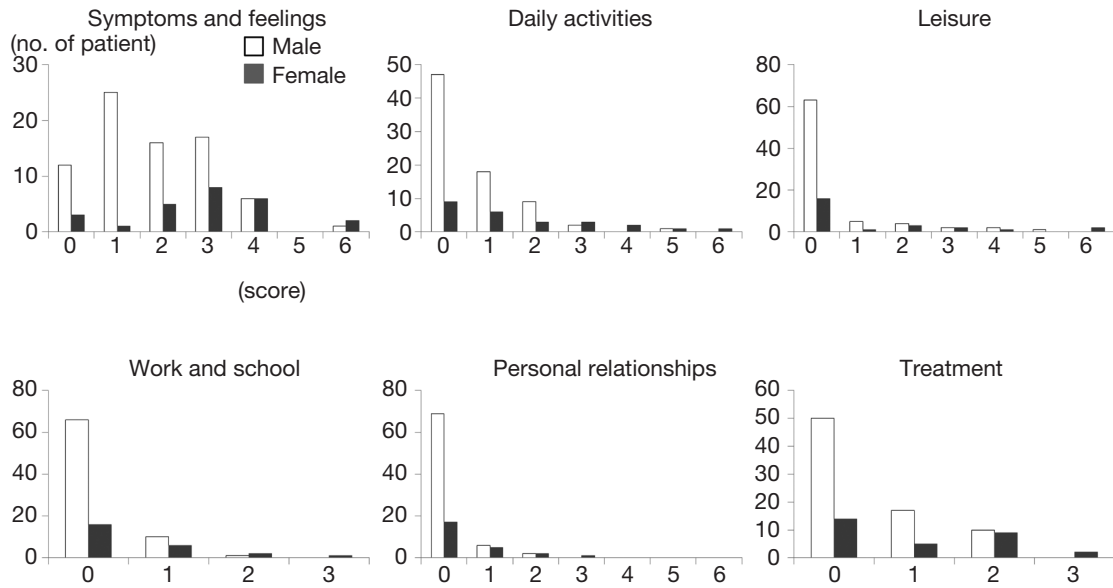 Symptoms and feelings
(no. of patient)
Male
Female
30
20
10
0
0 1 2 3 4 5 6
(score)
Daily activities
50
40
30
20
10
0
0 1 2 3 4 5 6
Leisure
80
60
40
20
0
0 1 2 3 4 5 6
Work and school
80
60
40
20
0
0 1 2 3
Personal relationships
80
60
40
20
0
0 1 2 3 4 5 6
Treatment
60
50
40
30
20
10
0
0 1 2 3